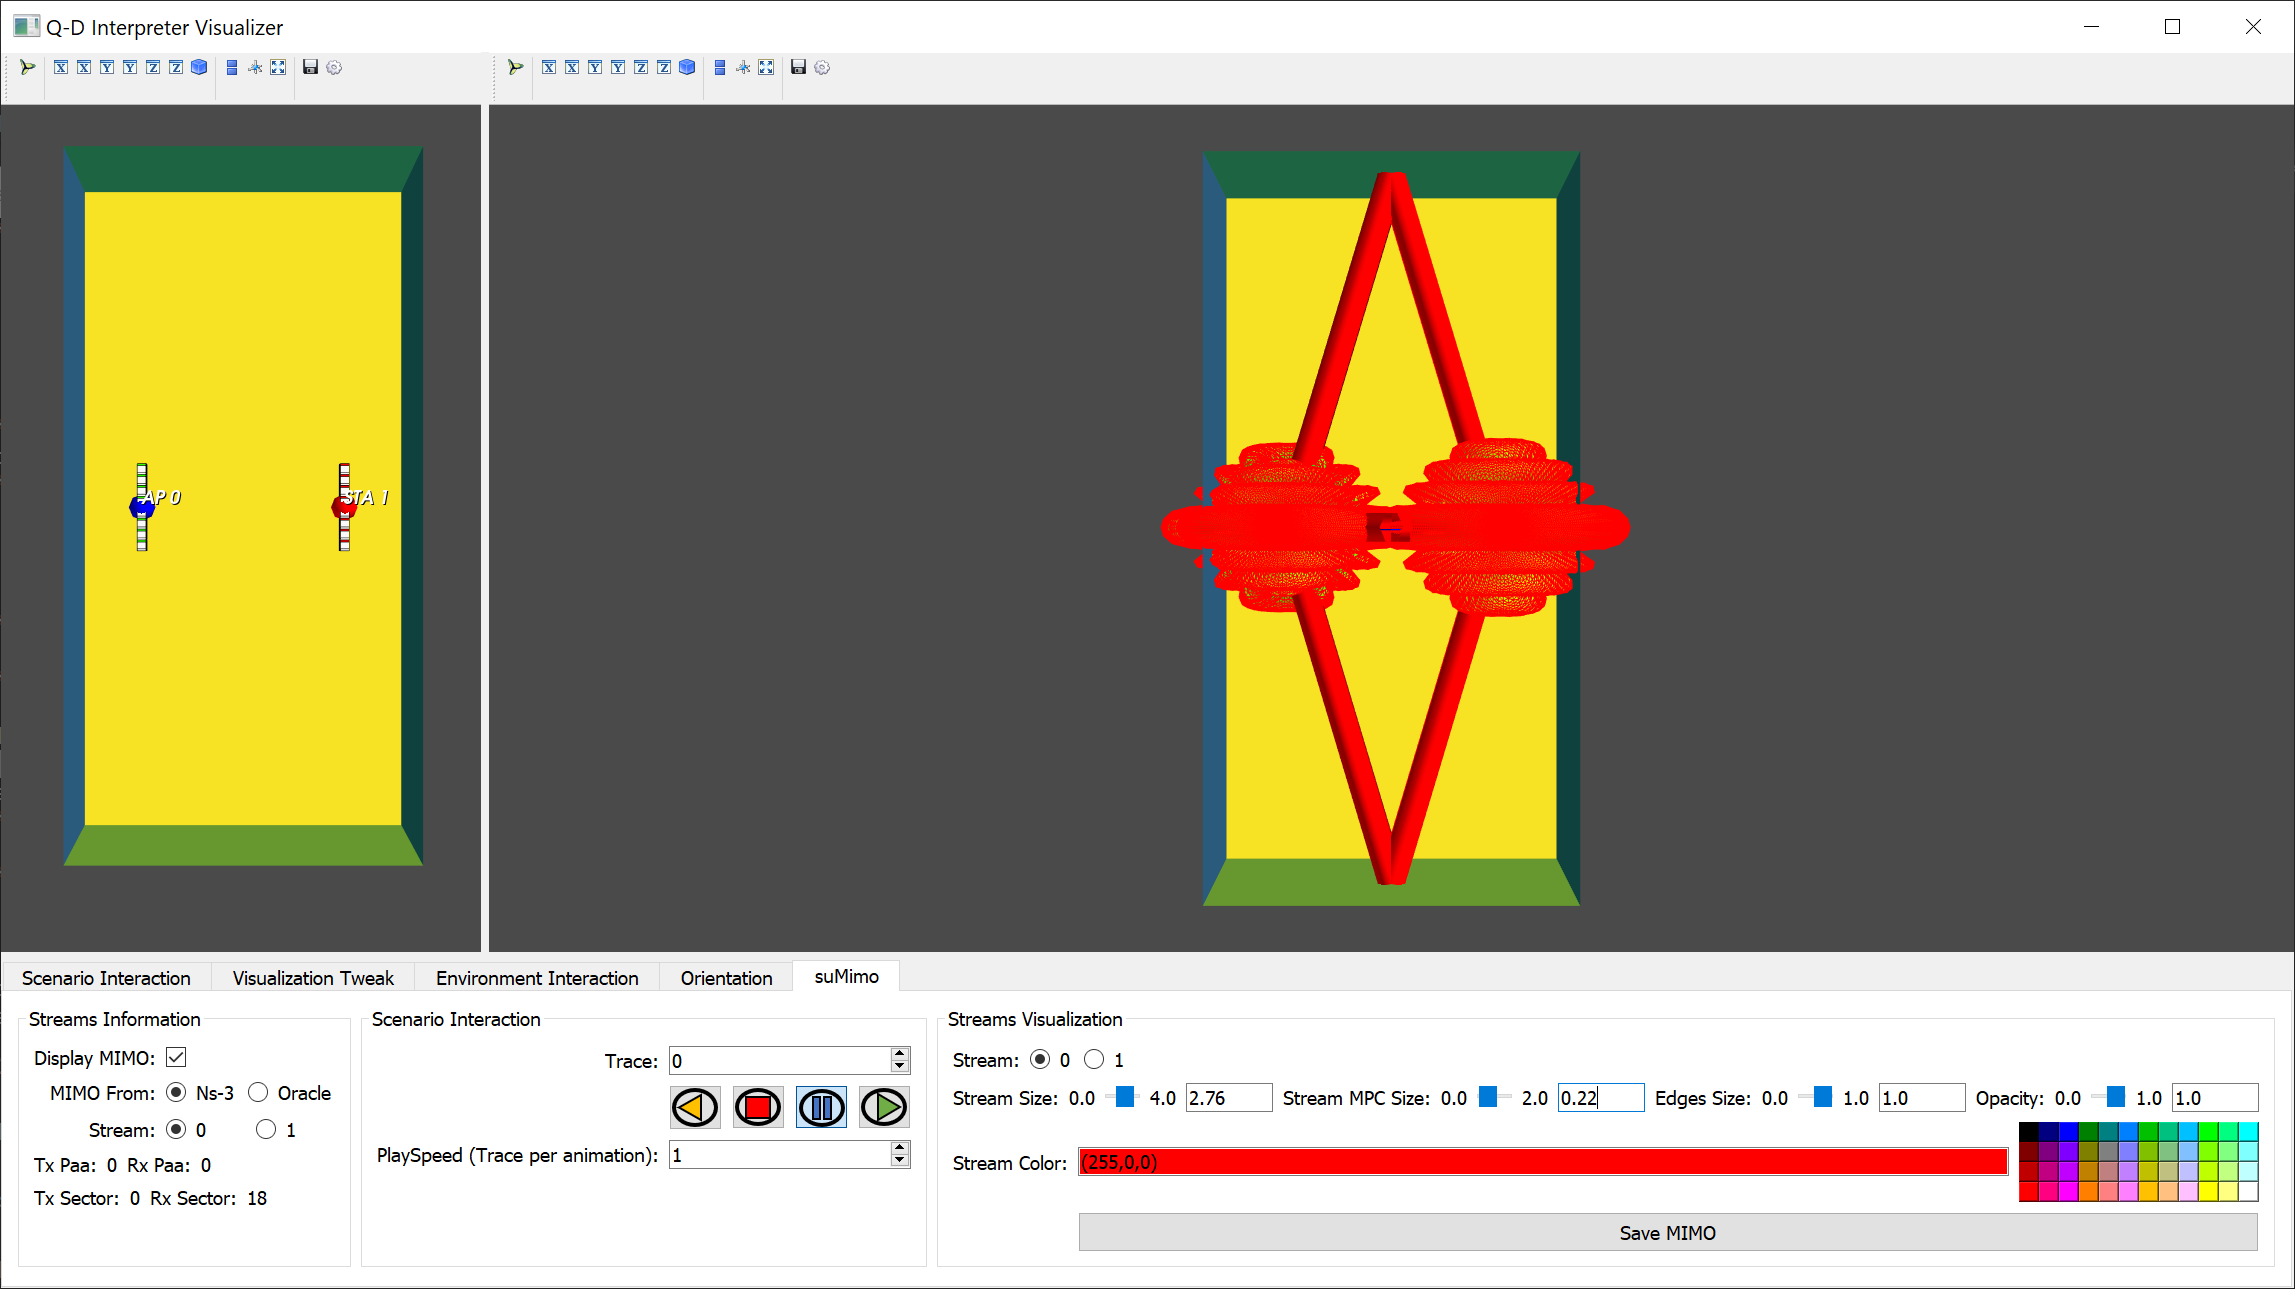 Q-D Interpreter Visualizer
X X Y Y Z Z X X Y Y Z Z
AP 0 STA 1
Scenario Interaction Visualization Tweak Environment Interaction Orientation suMimo
Streams Information
Display MIMO:
MIMO From: Ns-3 Oracle
Stream: 0 1
Tx Paa: 0 Rx Paa: 0
Tx Sector: 0 Rx Sector: 18
Scenario Interaction
Trace: 0
PlaySpeed (Trace per animation): 1
Streams Visualization
Stream: 0 1
Stream Size: 0.0 4.0 2.76 Stream MPC Size: 0.0 2.0 0.22 Edges Size: 0.0 1.0 1.0 Opacity: 0.0 1.0 1.0
Stream Color: (255,0,0)
Save MIMO